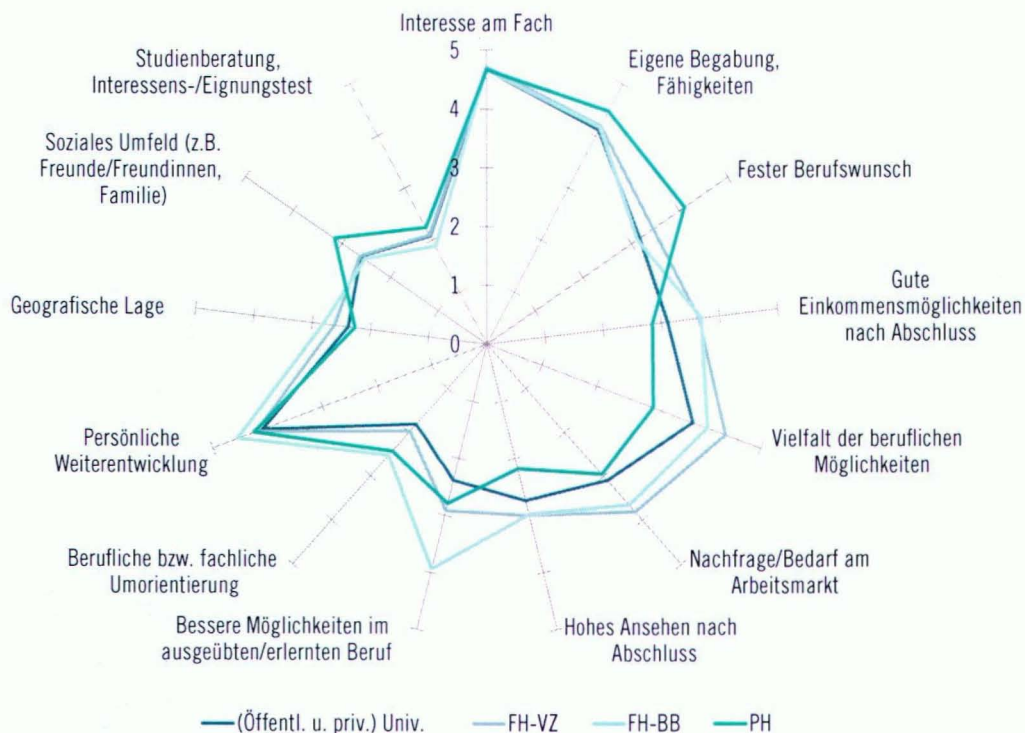 Interesse am Fach
Eigene Begabung,
Fähigkeiten
Fester Berufswunsch
Gute
Einkommensmöglichkeiten
nach Abschluss
Vielfalt der beruflichen
Möglichkeiten
Nachfrage/Bedarf am
Arbeitsmarkt
Hohes Ansehen nach
Abschluss
Bessere Möglichkeiten im
ausgeübten/erlernten Beruf
Berufliche bzw. fachliche
Umorientierung
Persönliche
Weiterentwicklung
Geografische Lage
Soziales Umfeld (z.B.
Freunde/Freundinnen,
Familie)
Studienberatung,
Interessens-/Eignungstest
5
4
3
2
1
0
(Öffentl. u. priv.) Univ.
FH-VZ
FH-BB
PH